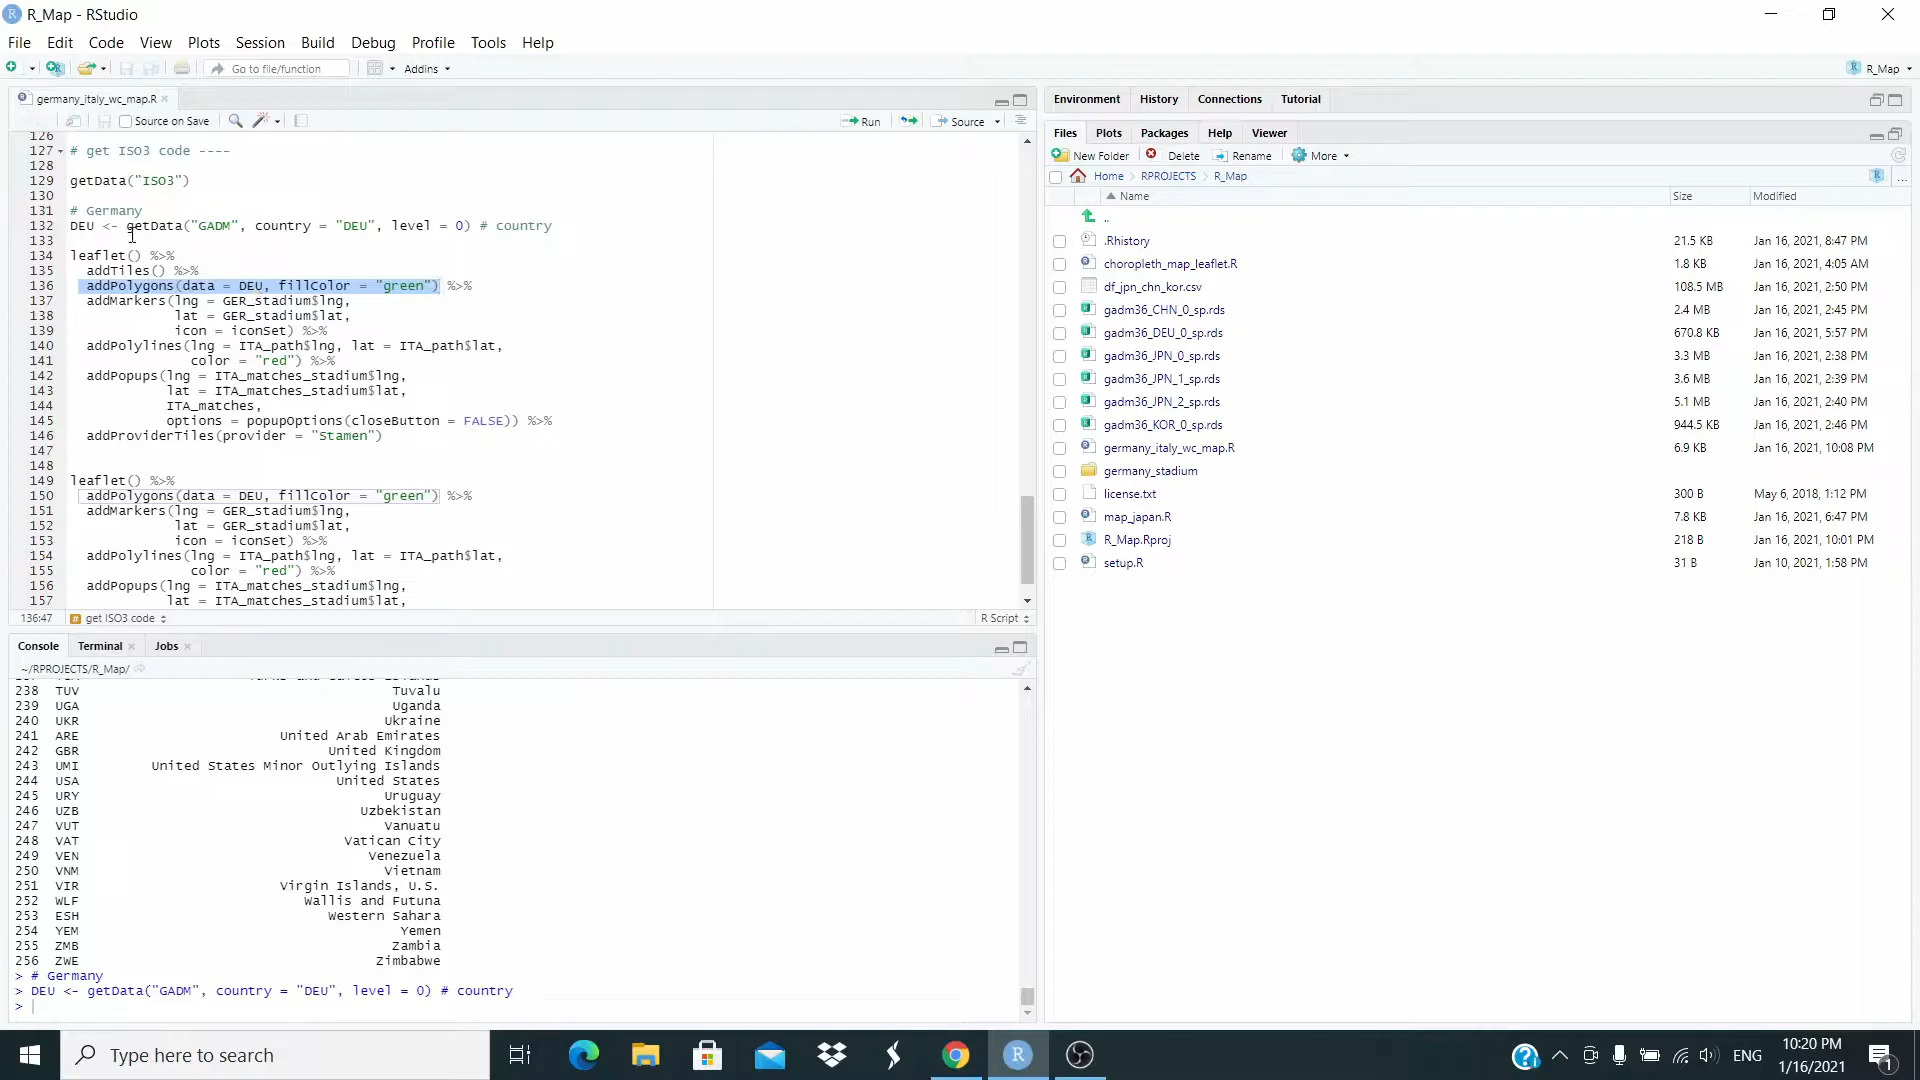 R_Map - RStudio
File Edit Code View Plots Session Build Debug Profile Tools Help
Go to file/function Addins R_Map
germany_italy_wc_map.R
Source on Save Run Source
126
127 # get ISO3 code ----
128
129 getData("ISO3")
130
131 # Germany
132 DEU <- getData("GADM", country = "DEU", level = 0) # country
133
134 leaflet() %>%
135 addTiles() %>%
136 addPolygons(data = DEU, fillColor = "green") %>%
137 addMarkers(lng = GER_stadium$lng,
138 lat = GER_stadium$lat,
139 icon = iconSet) %>%
140 addPolylines(lng = ITA_path$lng, lat = ITA_path$lat,
141 color = "red") %>%
142 addPopups(lng = ITA_matches_stadium$lng,
143 lat = ITA_matches_stadium$lat,
144 ITA_matches,
145 options = popupOptions(closeButton = FALSE)) %>%
146 addProviderTiles(provider = "Stamen")
147
148
149 leaflet() %>%
150 addPolygons(data = DEU, fillColor = "green") %>%
151 addMarkers(lng = GER_stadium$lng,
152 lat = GER_stadium$lat,
153 icon = iconSet) %>%
154 addPolylines(lng = ITA_path$lng, lat = ITA_path$lat,
155 color = "red") %>%
156 addPopups(lng = ITA_matches_stadium$lng,
157 lat = ITA_matches_stadium$lat,
136:47 # get ISO3 code R Script
Console Terminal Jobs
~/RPROJECTS/R_Map/
238 TUV Tuvalu
239 UGA Uganda
240 UKR Ukraine
241 ARE United Arab Emirates
242 GBR United Kingdom
243 UMI United States Minor Outlying Islands
244 USA United States
245 URY Uruguay
246 UZB Uzbekistan
247 VUT Vanuatu
248 VAT Vatican City
249 VEN Venezuela
250 VNM Vietnam
251 VIR Virgin Islands, U.S.
252 WLF Wallis and Futuna
253 ESH Western Sahara
254 YEM Yemen
255 ZMB Zambia
256 ZWE Zimbabwe
> # Germany
> DEU <- getData("GADM", country = "DEU", level = 0) # country
>
Environment History Connections Tutorial
Files Plots Packages Help Viewer
New Folder Delete Rename More
Home RPROJECTS R_Map ...
Name Size Modified
..
.Rhistory 21.5 KB Jan 16, 2021, 8:47 PM
choropleth_map_leaflet.R 1.8 KB Jan 16, 2021, 4:05 AM
df_jpn_chn_kor.csv 108.5 MB Jan 16, 2021, 2:50 PM
gadm36_CHN_0_sp.rds 2.4 MB Jan 16, 2021, 2:45 PM
gadm36_DEU_0_sp.rds 670.8 KB Jan 16, 2021, 5:57 PM
gadm36_JPN_0_sp.rds 3.3 MB Jan 16, 2021, 2:38 PM
gadm36_JPN_1_sp.rds 3.6 MB Jan 16, 2021, 2:39 PM
gadm36_JPN_2_sp.rds 5.1 MB Jan 16, 2021, 2:40 PM
gadm36_KOR_0_sp.rds 944.5 KB Jan 16, 2021, 2:46 PM
germany_italy_wc_map.R 6.9 KB Jan 16, 2021, 10:08 PM
germany_stadium
license.txt 300 B May 6, 2018, 1:12 PM
map_japan.R 7.8 KB Jan 16, 2021, 6:47 PM
R_Map.Rproj 218 B Jan 16, 2021, 10:01 PM
setup.R 31 B Jan 10, 2021, 1:58 PM
Type here to search
ENG
10:20 PM
1/16/2021
1